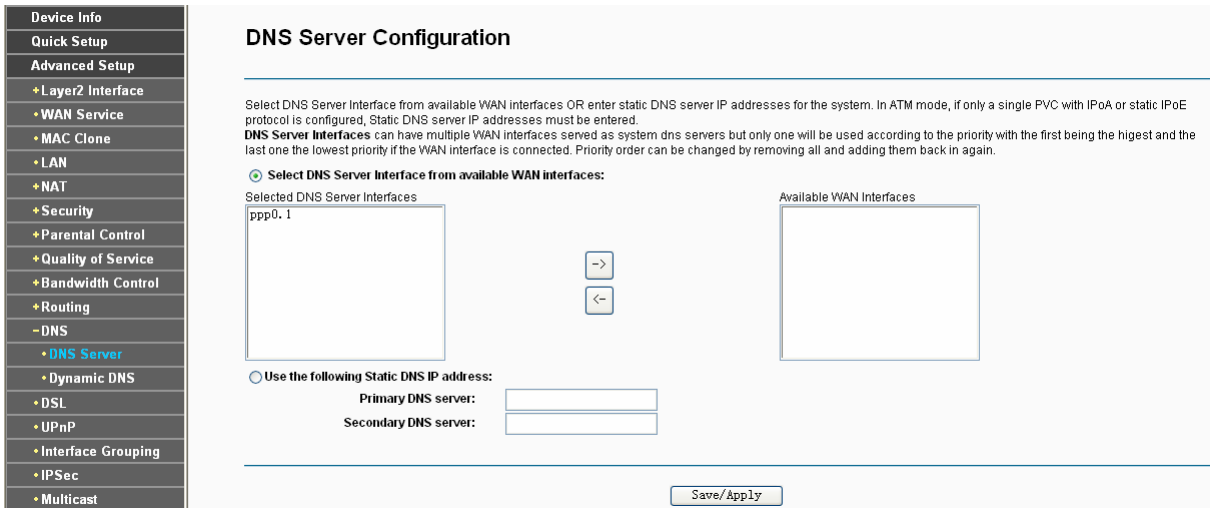 Device Info
Quick Setup
Advanced Setup
+Layer2 Interface
•WAN Service
•MAC Clone
•LAN
+NAT
+Security
+Parental Control
+Quality of Service
+Bandwidth Control
+Routing
−DNS
•DNS Server
•Dynamic DNS
•DSL
•UPnP
•Interface Grouping
•IPSec
•Multicast
DNS Server Configuration
Select DNS Server Interface from available WAN interfaces OR enter static DNS server IP addresses for the system. In ATM mode, if only a single PVC with IPoA or static IPoE
protocol is configured, Static DNS server IP addresses must be entered.
DNS Server Interfaces can have multiple WAN interfaces served as system dns servers but only one will be used according to the priority with the first being the higest and the
last one the lowest priority if the WAN interface is connected. Priority order can be changed by removing all and adding them back in again.
Select DNS Server Interface from available WAN interfaces:
Selected DNS Server Interfaces
Available WAN Interfaces
ppp0.1
->
<-
Use the following Static DNS IP address:
Primary DNS server:
Secondary DNS server:
Save/Apply